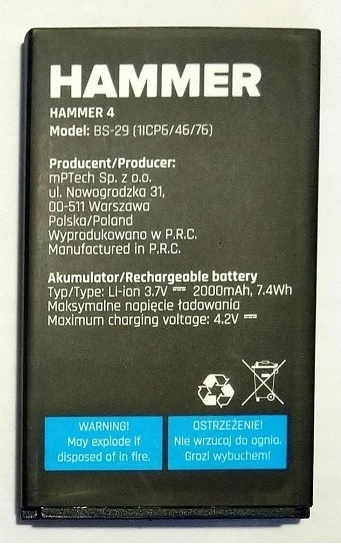 HAMMER
HAMMER 4
Model: BS-29 (1ICP6/46/76)
Producent/Producer:
mPTech Sp. z o.o.
ul. Nowogrodzka 31,
00-511 Warszawa
Polska/Poland
Wyprodukowano w P.R.C.
Manufactured in P.R.C.
Akumulator/Rechargeable battery
Typ/Type: Li-ion 3.7V ⎓ 2000mAh, 7.4Wh
Maksymalne napięcie ładowania
Maximum charging voltage: 4.2V ⎓
WARNING!
May explode if
disposed of in fire.
OSTRZEŻENIE!
Nie wrzucaj do ognia.
Grozi wybuchem!